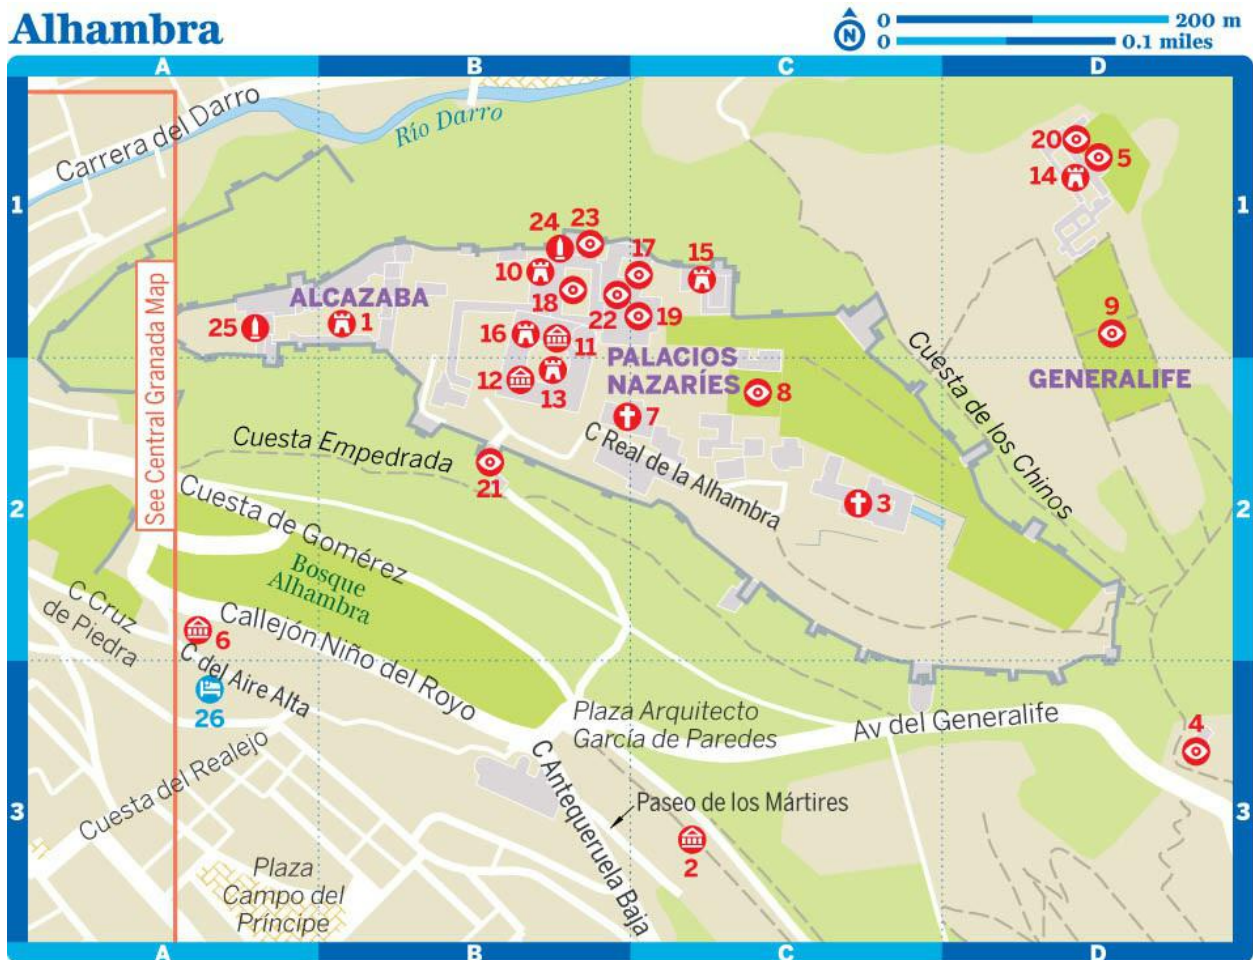 Alhambra
N
0 200 m
0 0.1 miles
A B C D
1
1
2
2
3
3
See Central Granada Map
Carrera del Darro
Río Darro
20
5
14
24
23
17
15
10
18
22
19
ALCAZABA
25
1
16
11
9
PALACIOS
NAZARÍES
12
13
8
GENERALIFE
7
Cuesta de los Chinos
Cuesta Empedrada
21
C Real de la Alhambra
3
Cuesta de Gomérez
Bosque
Alhambra
C Cruz
de Piedra
Callejón Niño del Royo
6
C del Aire Alta
26
Plaza Arquitecto
García de Paredes
Av del Generalife
4
Cuesta del Realejo
C Antequeruela Baja
Paseo de los Mártires
2
Plaza
Campo del
Príncipe
A B C D